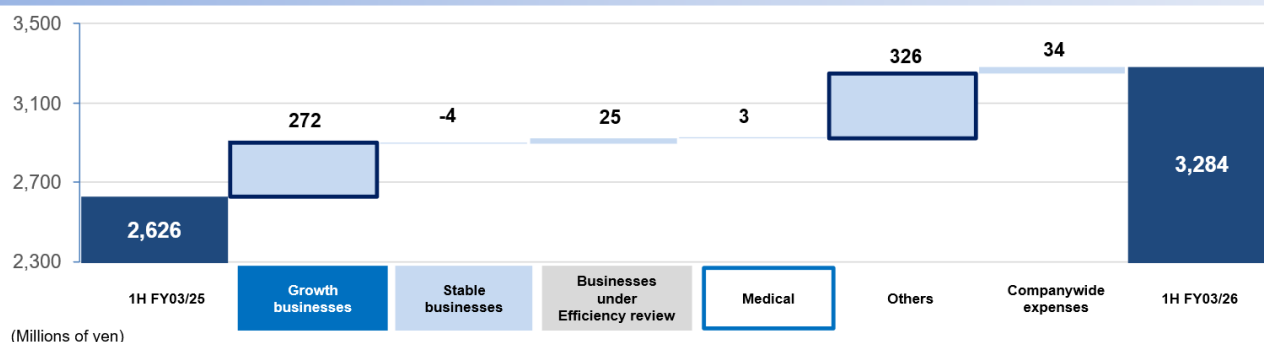 3,500
3,100
2,700
2,300
272
-4
25
3
326
34
2,626
3,284
1H FY03/25
Growth
businesses
Stable
businesses
Businesses
under
Efficiency review
Medical
Others
Companywide
expenses
1H FY03/26
(Millions of yen)